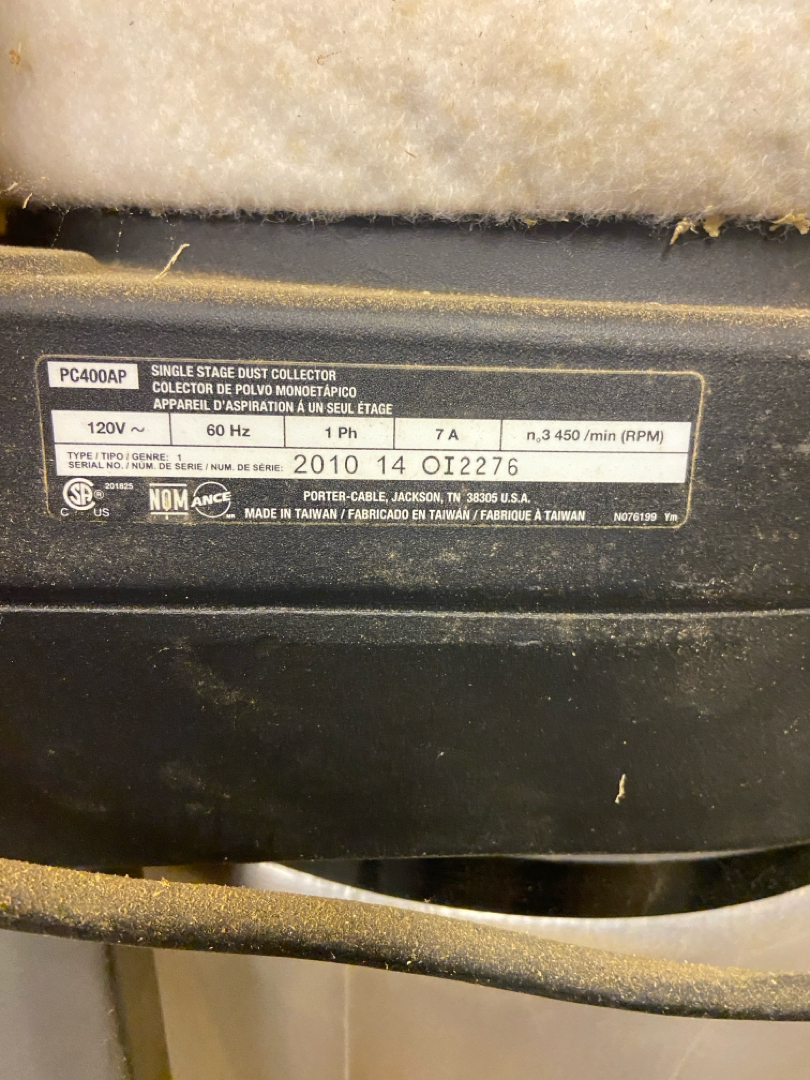 PC400AP
SINGLE STAGE DUST COLLECTOR
COLECTOR DE POLVO MONOETÁPICO
APPAREIL D'ASPIRATION Á UN SEUL ÉTAGE
120V ~ 60 Hz 1 Ph 7 A n₀3 450 /min (RPM)
TYPE / TIPO / GENRE: 1
SERIAL NO. / NÚM. DE SERIE / NUM. DE SÉRIE: 2010 14 OI2276
SA ® 201825
C US
NOM ANCE
PORTER-CABLE, JACKSON, TN 38305 U.S.A.
MADE IN TAIWAN / FABRICADO EN TAIWÁN / FABRIQUE Á TAIWAN N076199 Ym